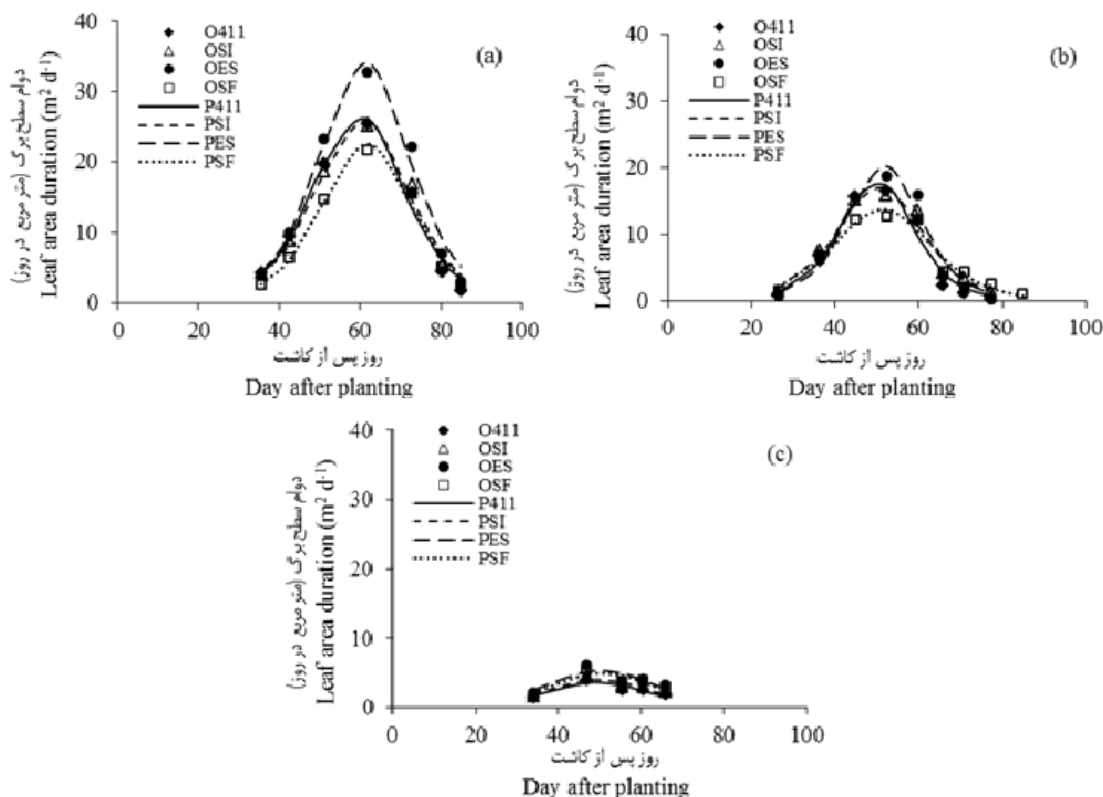 (a)
O411
OSI
OES
OSF
P411
PSI
PES
PSF
دوام سطح برگ (متر مربع در روز)
Leaf area duration (m² d⁻¹)
40
30
20
10
0
0 20 40 60 80 100
روز پس از کاشت
Day after planting
(b)
O411
OSI
OES
OSF
P411
PSI
PES
PSF
دوام سطح برگ (متر مربع در روز)
Leaf area duration (m² d⁻¹)
40
30
20
10
0
0 20 40 60 80 100
روز پس از کاشت
Day after planting
(c)
O411
OSI
OES
OSF
P411
PSI
PES
PSF
دوام سطح برگ (متر مربع در روز)
Leaf area duration (m² d⁻¹)
40
30
20
10
0
0 20 40 60 80 100
روز پس از کاشت
Day after planting